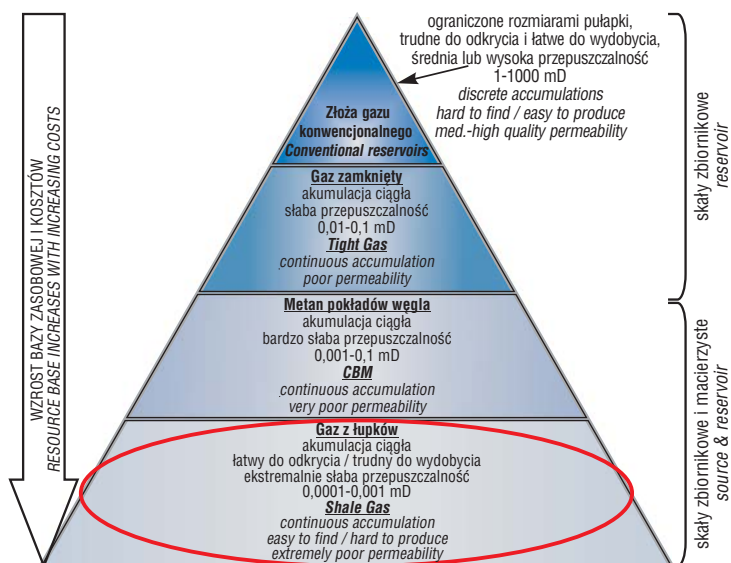 ograniczone rozmiarami pułapki,
trudne do odkrycia i łatwe do wydobycia,
średnia lub wysoka przepuszczalność
1-1000 mD
discrete accumulations
hard to find / easy to produce
med.-high quality permeability
Złoża gazu
konwencjonalnego
Conventional reservoirs
Gaz zamknięty
akumulacja ciągła
słaba przepuszczalność
0,01-0,1 mD
Tight Gas
continuous accumulation
poor permeability
Metan pokładów węgla
akumulacja ciągła
bardzo słaba przepuszczalność
0,001-0,1 mD
CBM
continuous accumulation
very poor permeability
Gaz z łupków
akumulacja ciągła
łatwy do odkrycia / trudny do wydobycia
ekstremalnie słaba przepuszczalność
0,0001-0,001 mD
Shale Gas
continuous accumulation
easy to find / hard to produce
extremely poor permeability
WZROST BAZY ZASOBOWEJ I KOSZTÓW
RESOURCE BASE INCREASES WITH INCREASING COSTS
skały zbiornikowe
reservoir
skały zbiornikowe i macierzyste
source & reservoir